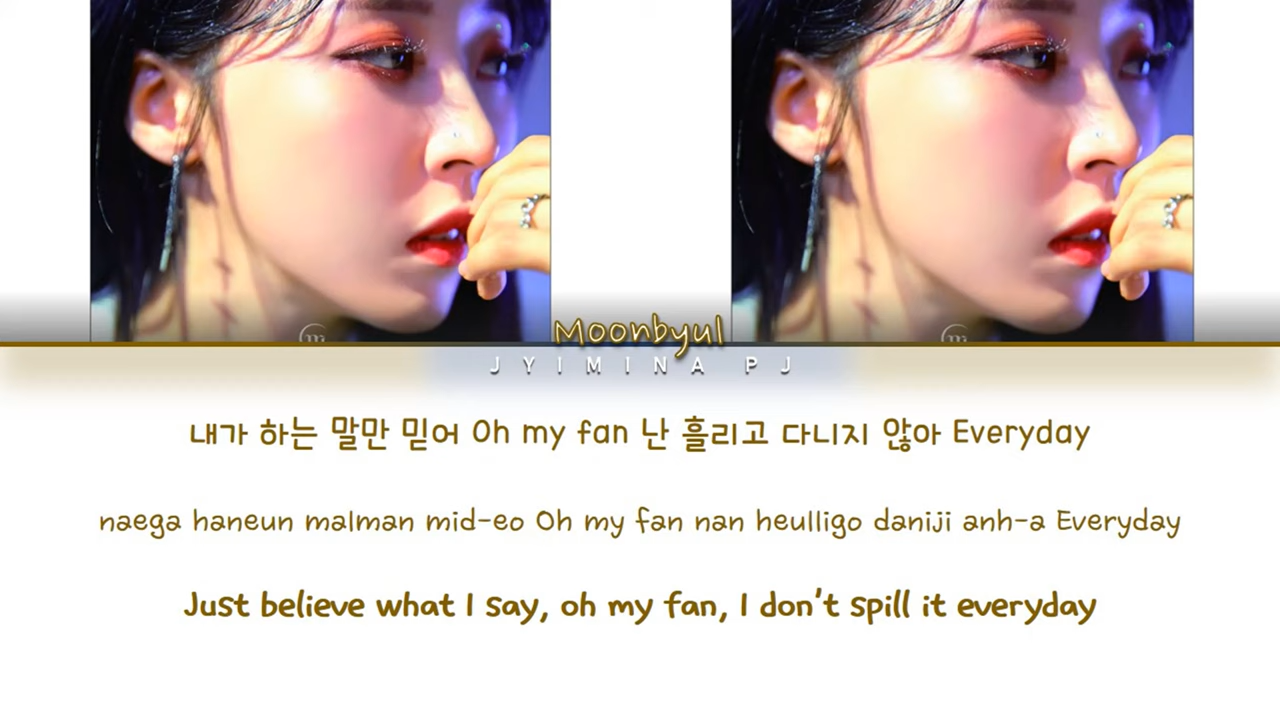 Moonbyul
JYIMINA PJ
내가 하는 말만 믿어 Oh my fan 난 흘리고 다니지 않아 Everyday
naega haneun malman mid-eo Oh my fan nan heulligo daniji anh-a Everyday
Just believe what I say, oh my fan, I don't spill it everyday